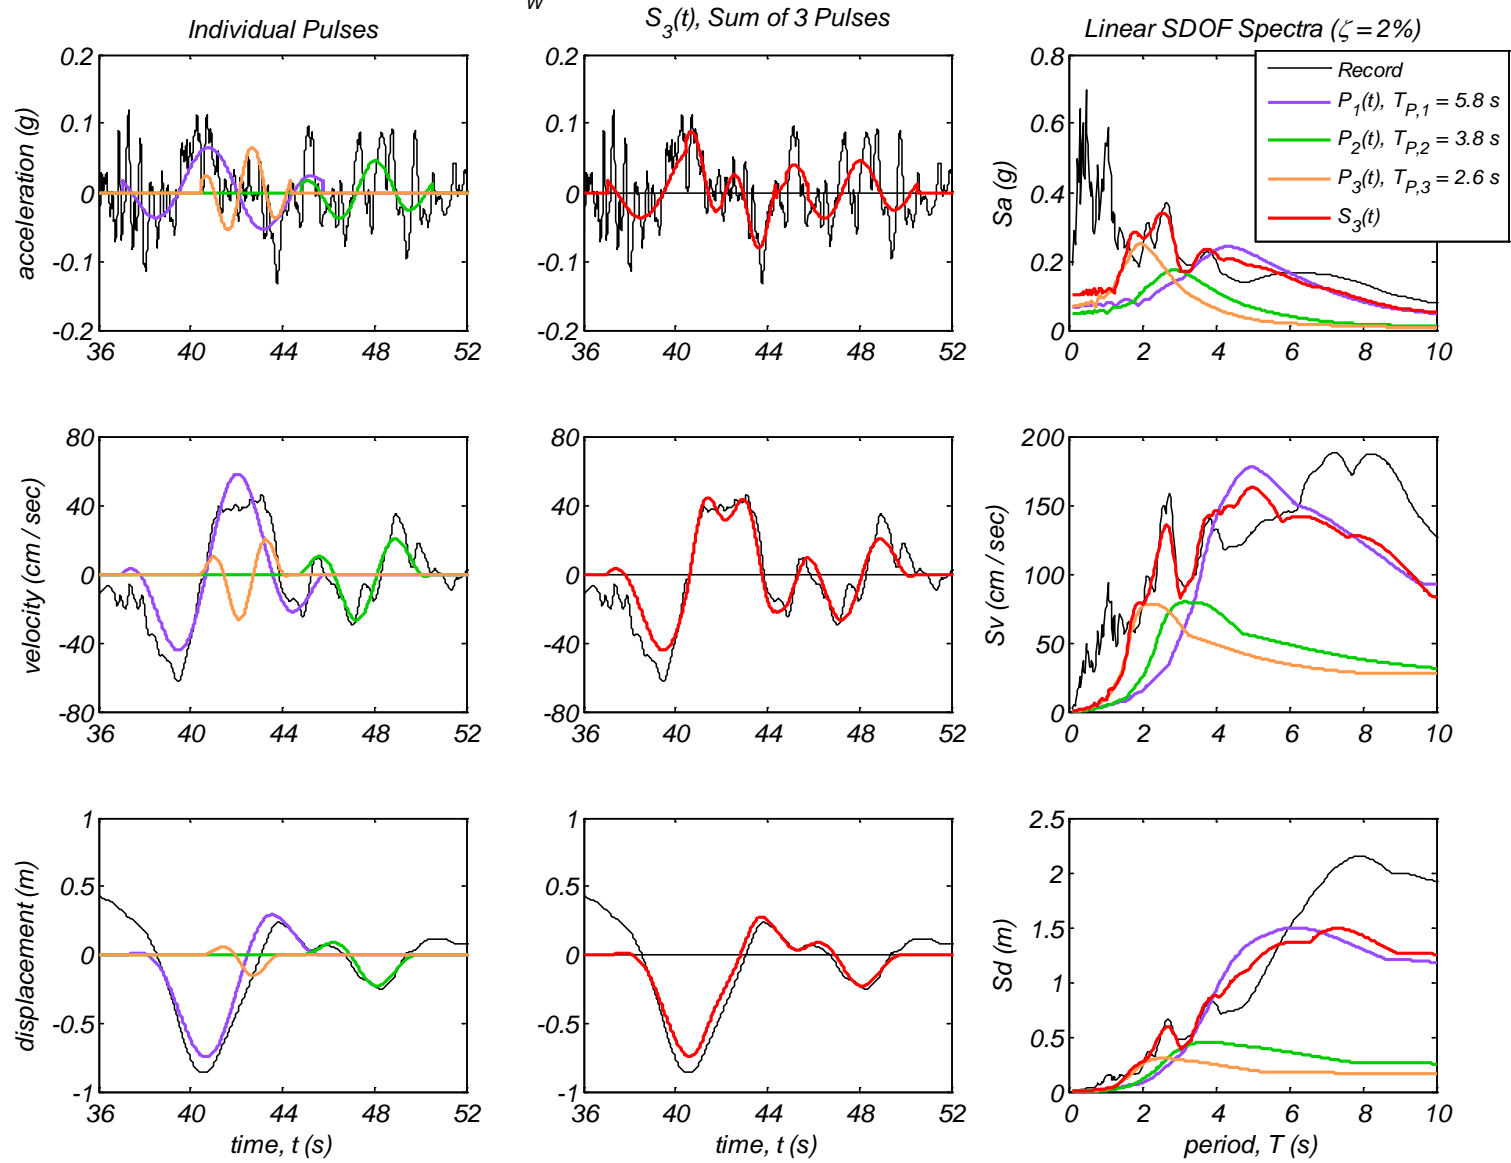 w
Individual Pulses
S3(t), Sum of 3 Pulses
Linear SDOF Spectra (ζ = 2%)
acceleration (g)
0.2
0.1
0
-0.1
-0.2
36 40 44 48 52
0.2
0.1
0
-0.1
-0.2
36 40 44 48 52
Sa (g)
0.8
0.6
0.4
0.2
0
0 2 4 6 8 10
Record
P1(t), TP,1 = 5.8 s
P2(t), TP,2 = 3.8 s
P3(t), TP,3 = 2.6 s
S3(t)
velocity (cm / sec)
80
40
0
-40
-80
36 40 44 48 52
80
40
0
-40
-80
36 40 44 48 52
Sv (cm / sec)
200
150
100
50
0
0 2 4 6 8 10
displacement (m)
1
0.5
0
-0.5
-1
36 40 44 48 52
time, t (s)
1
0.5
0
-0.5
-1
36 40 44 48 52
time, t (s)
Sd (m)
2.5
2
1.5
1
0.5
0
0 2 4 6 8 10
period, T (s)